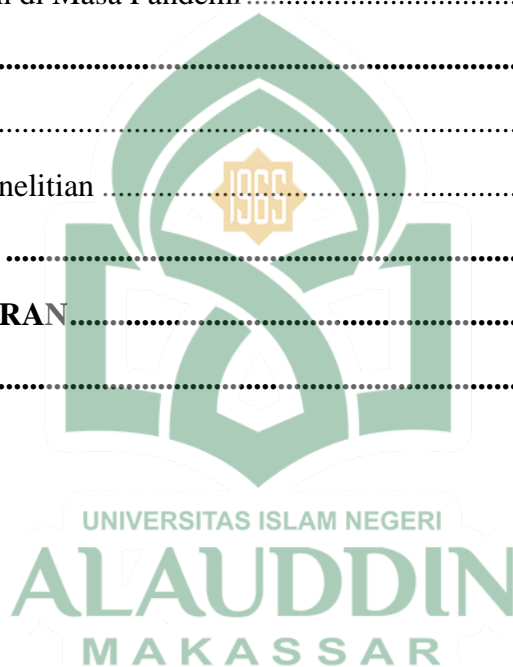 di Masa Pandemi ........................................
................................................................
................................................................
nelitian ....................................................
................................................................
1965
RAN ........................................................
................................................................
UNIVERSITAS ISLAM NEGERI
ALAUDDIN
MAKASSAR